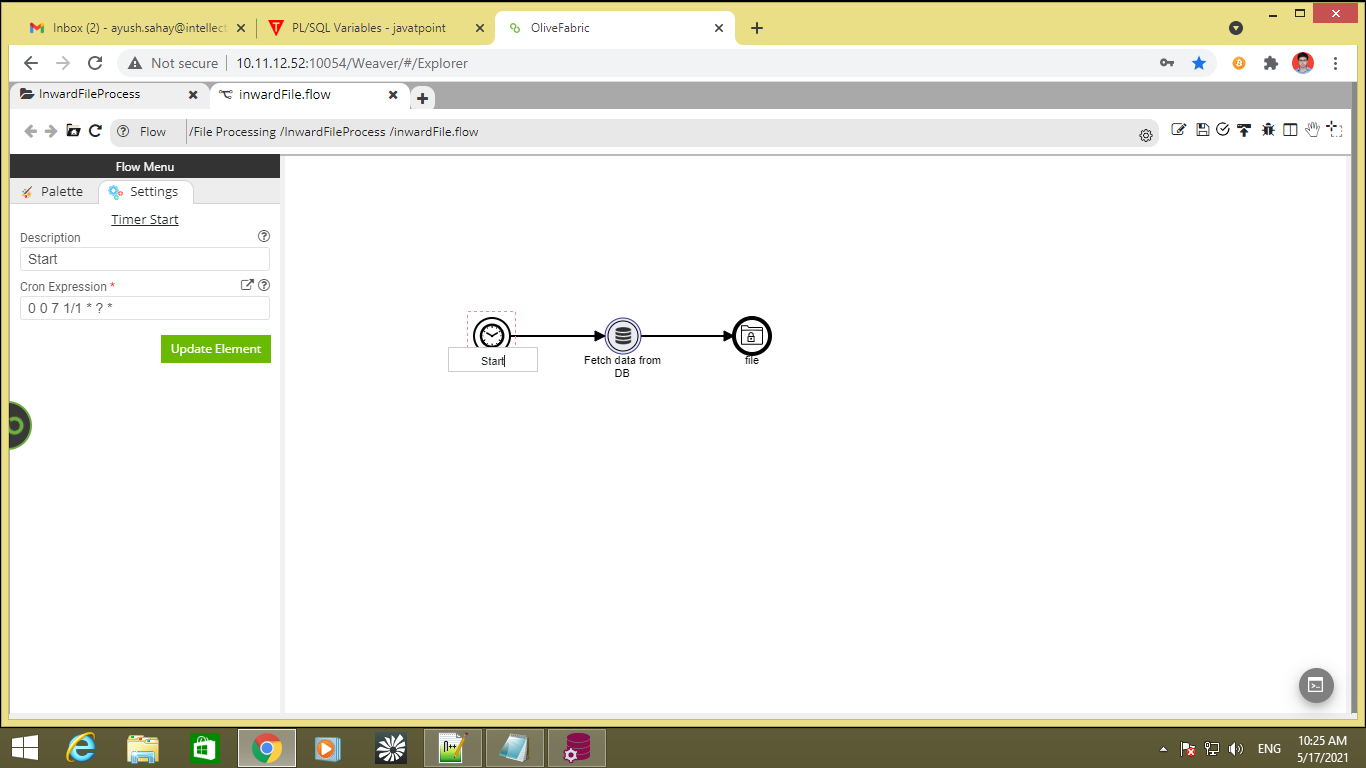 Inbox (2) - ayush.sahay@intellect
PL/SQL Variables - javatpoint
OliveFabric
Not secure
10.11.12.52:10054/Weaver/#/Explorer
InwardFileProcess
inwardFile.flow
Flow
/File Processing /InwardFileProcess /inwardFile.flow
Flow Menu
Palette
Settings
Timer Start
Description
Start
Cron Expression *
0 0 7 1/1 * ? *
Update Element
Start
Fetch data from
DB
file
ENG
10:25 AM
5/17/2021